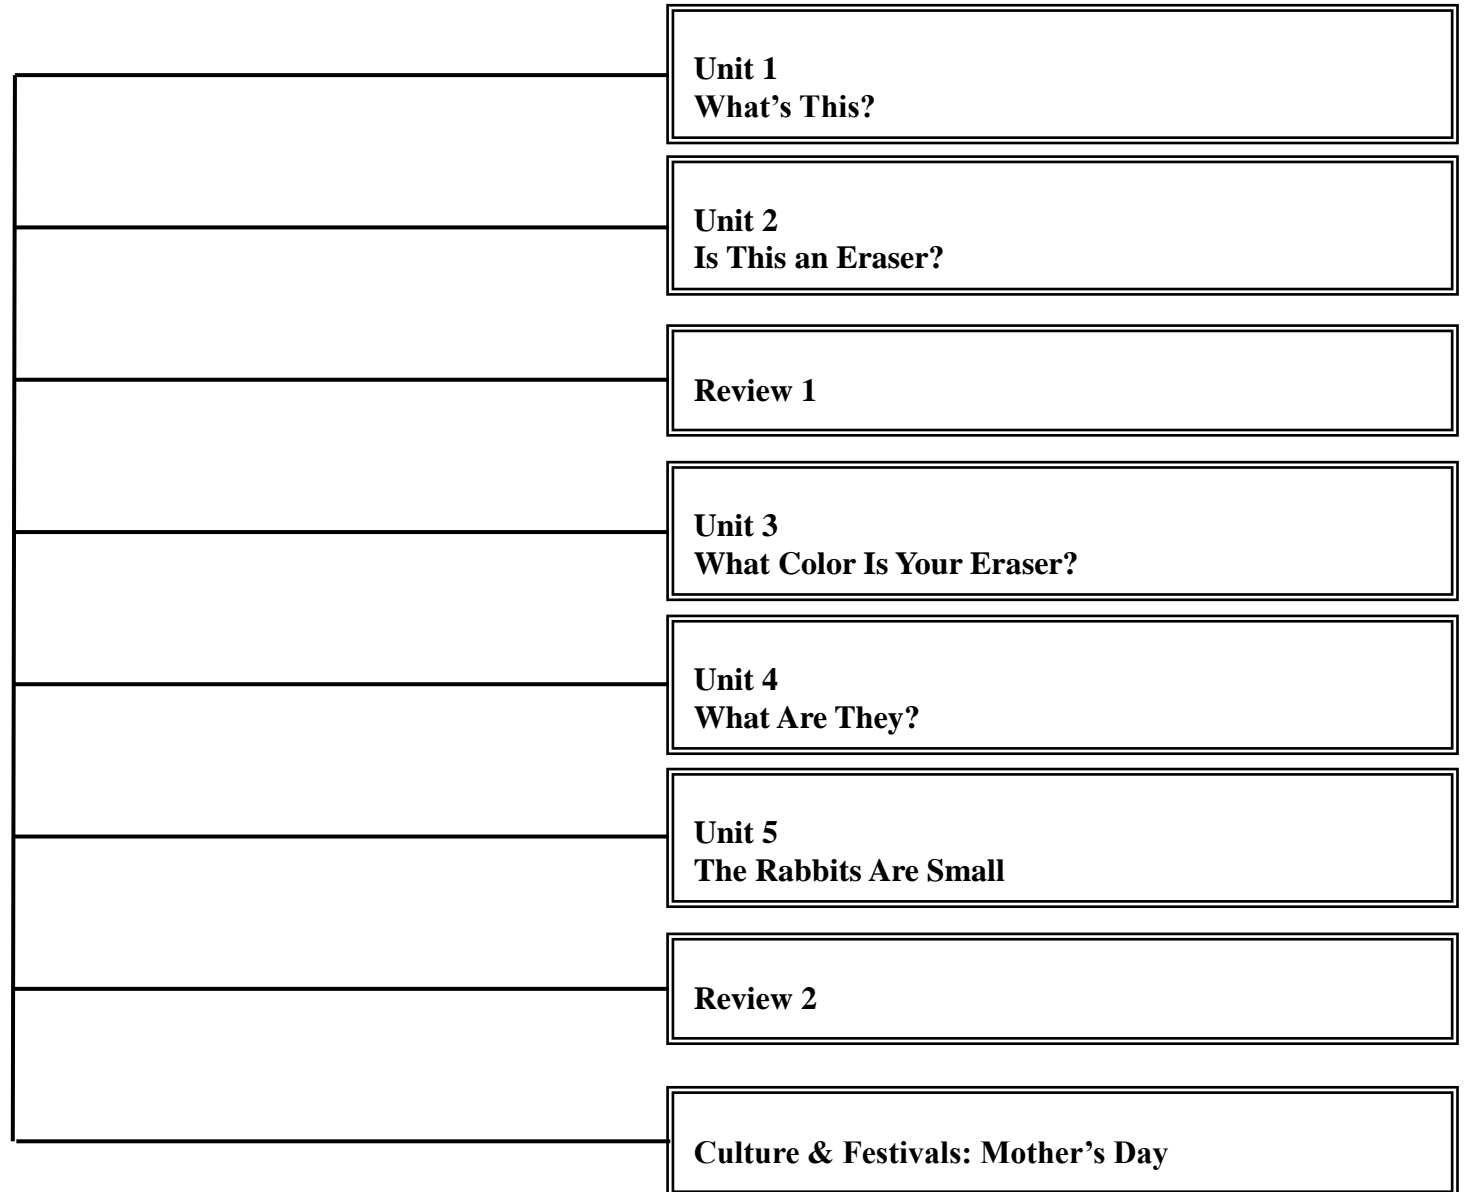 Unit 1
What’s This?
Unit 2
Is This an Eraser?
Review 1
Unit 3
What Color Is Your Eraser?
Unit 4
What Are They?
Unit 5
The Rabbits Are Small
Review 2
Culture & Festivals: Mother’s Day